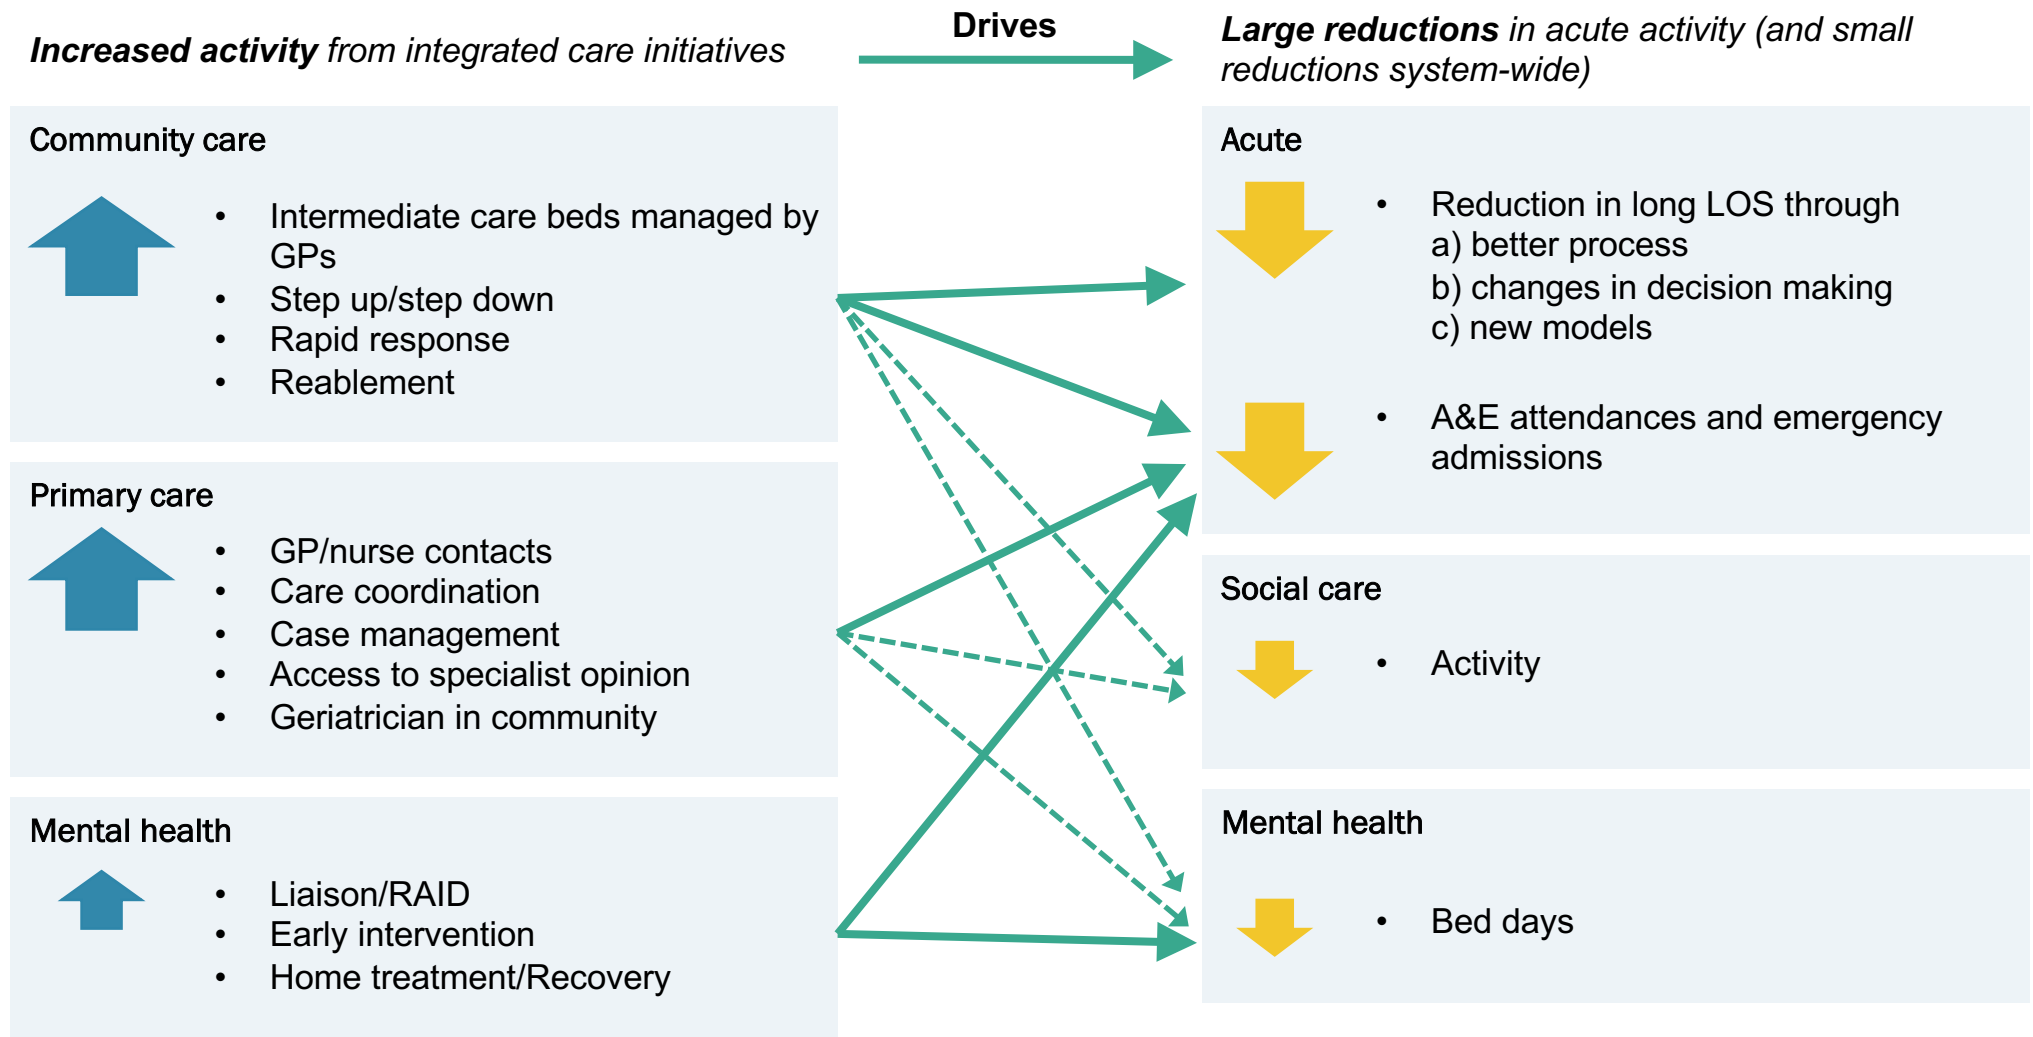 Increased activity from integrated care initiatives
Drives
Large reductions in acute activity (and small
reductions system-wide)
Community care
• Intermediate care beds managed by
GPs
• Step up/step down
• Rapid response
• Reablement
Primary care
• GP/nurse contacts
• Care coordination
• Case management
• Access to specialist opinion
• Geriatrician in community
Mental health
• Liaison/RAID
• Early intervention
• Home treatment/Recovery
Acute
• Reduction in long LOS through
a) better process
b) changes in decision making
c) new models
• A&E attendances and emergency
admissions
Social care
• Activity
Mental health
• Bed days